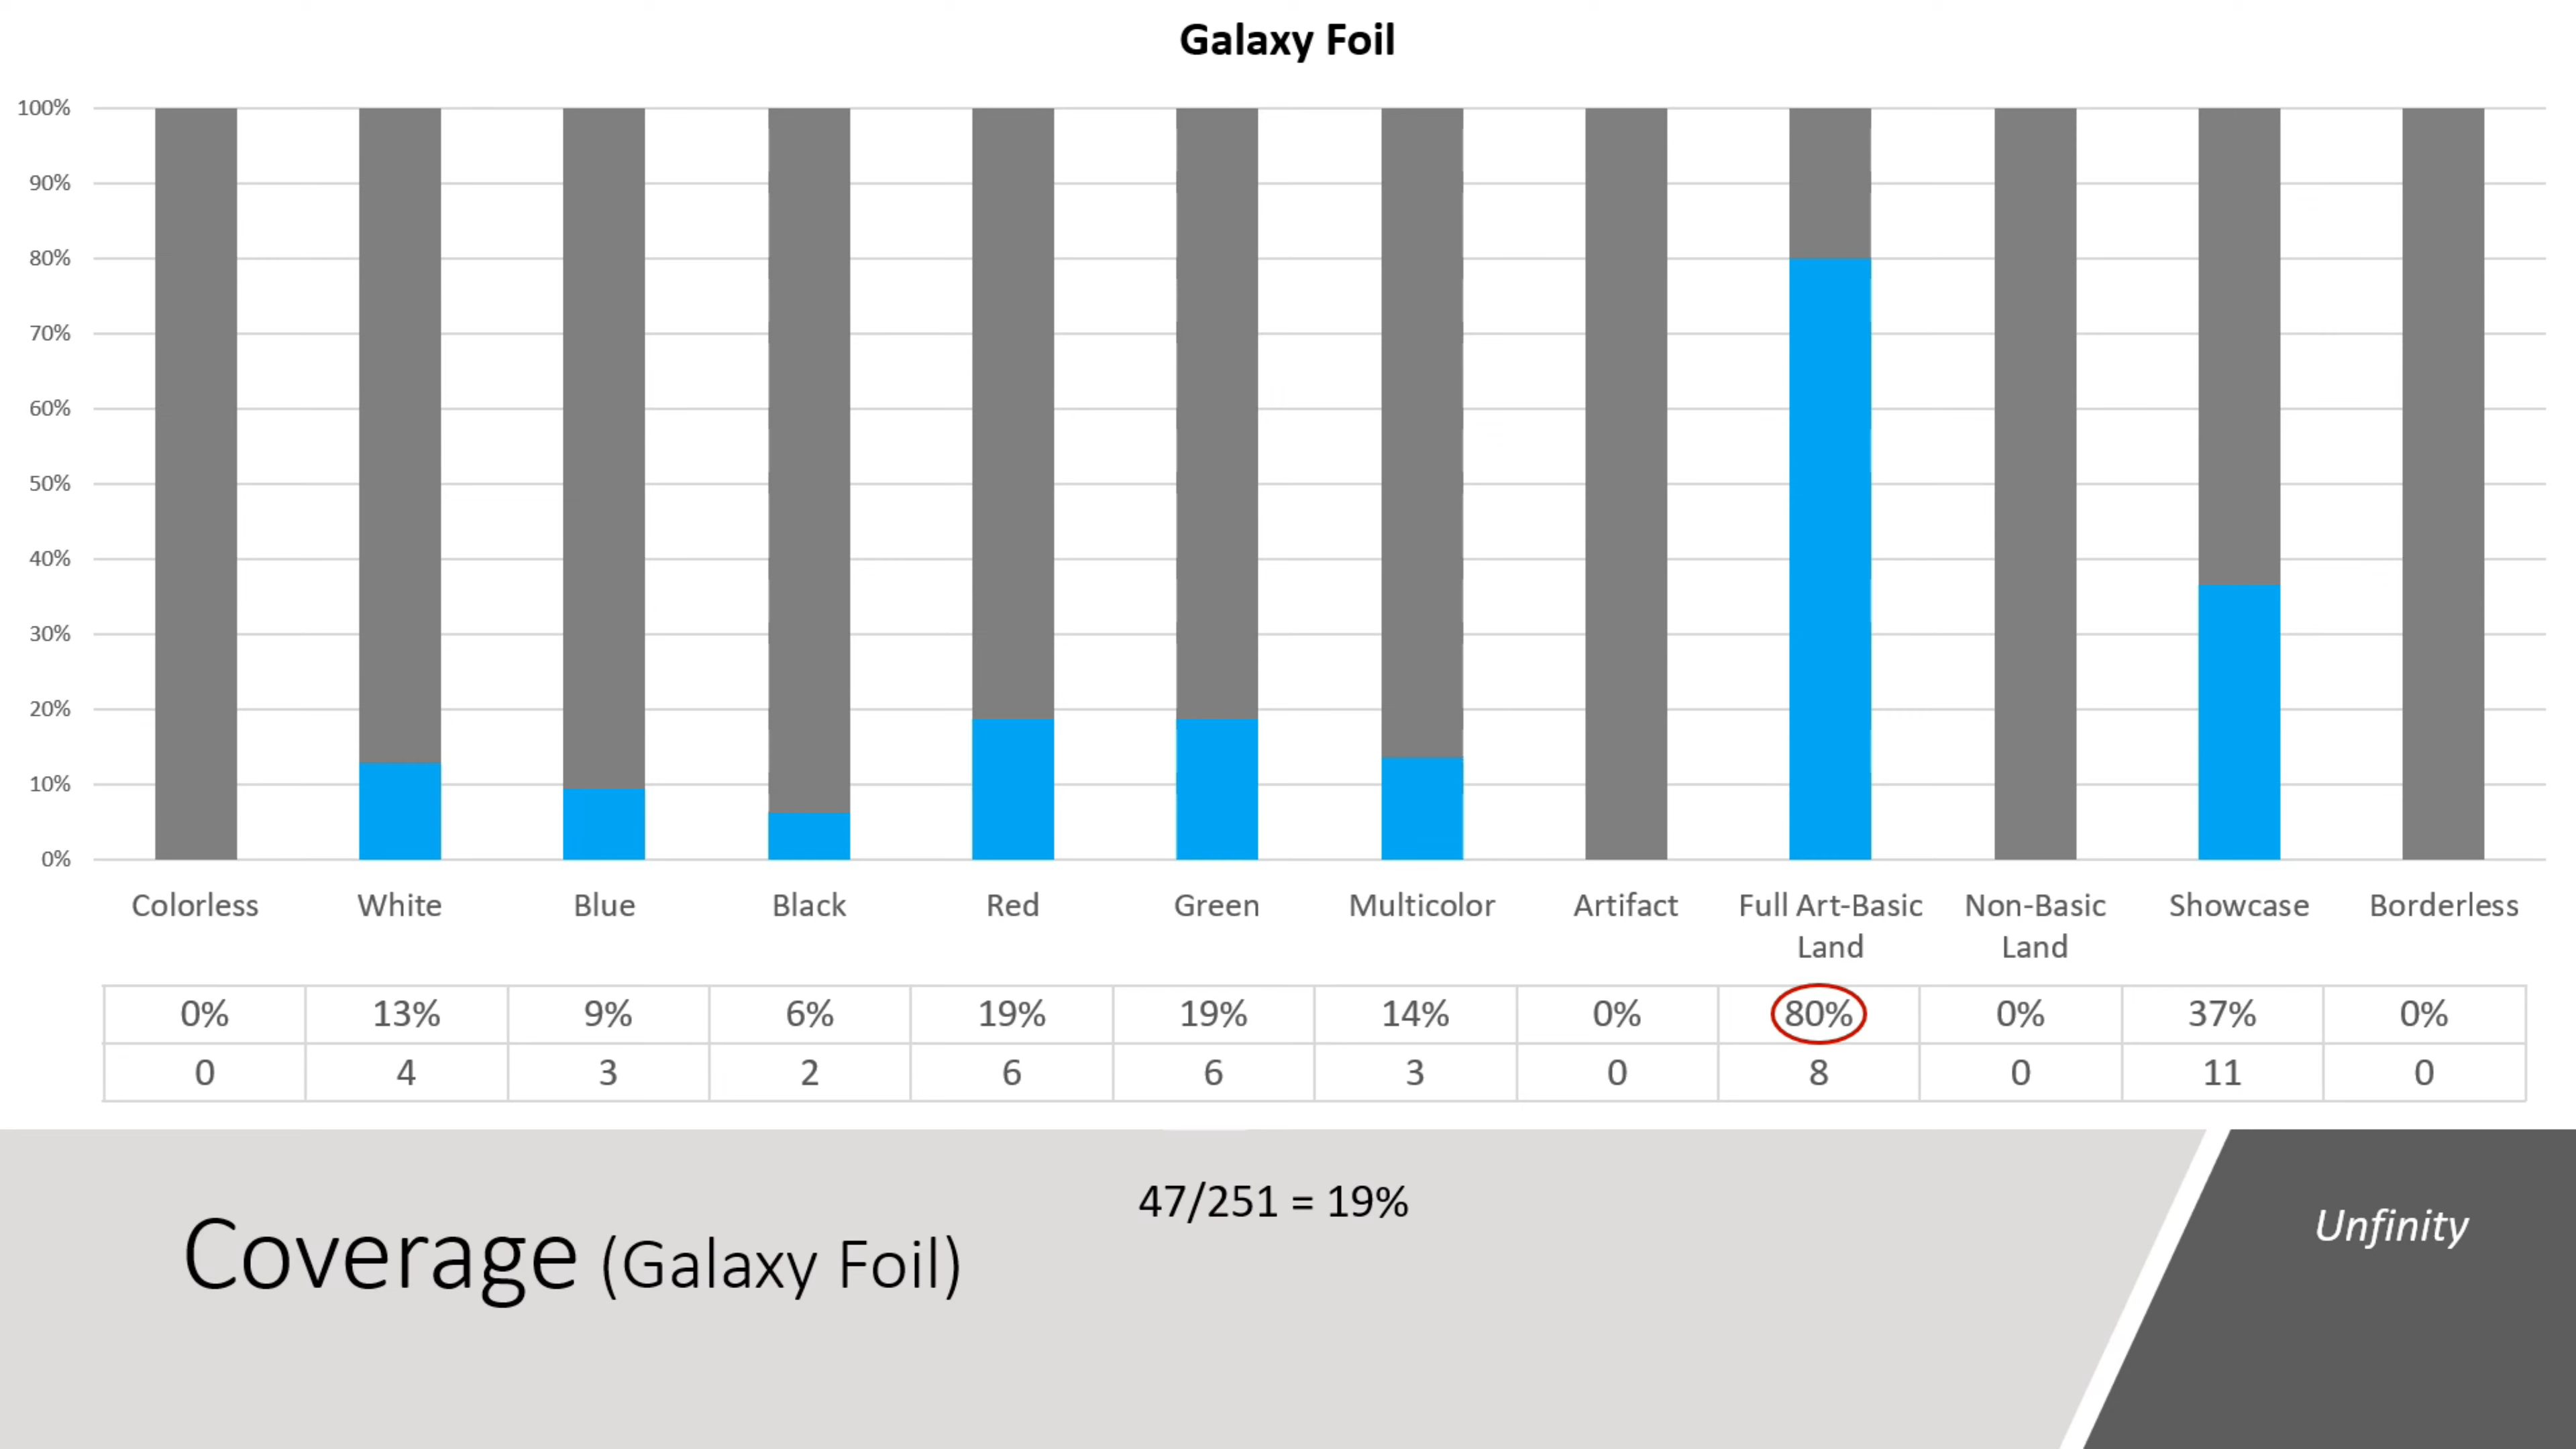 Galaxy Foil
100%
90%
80%
70%
60%
50%
40%
30%
20%
10%
0%
Colorless White Blue Black Red Green Multicolor Artifact Full Art-Basic Land Non-Basic Land Showcase Borderless
0% 13% 9% 6% 19% 19% 14% 0% 80% 0% 37% 0%
0 4 3 2 6 6 3 0 8 0 11 0
47/251 = 19%
Coverage (Galaxy Foil)
Unfinity